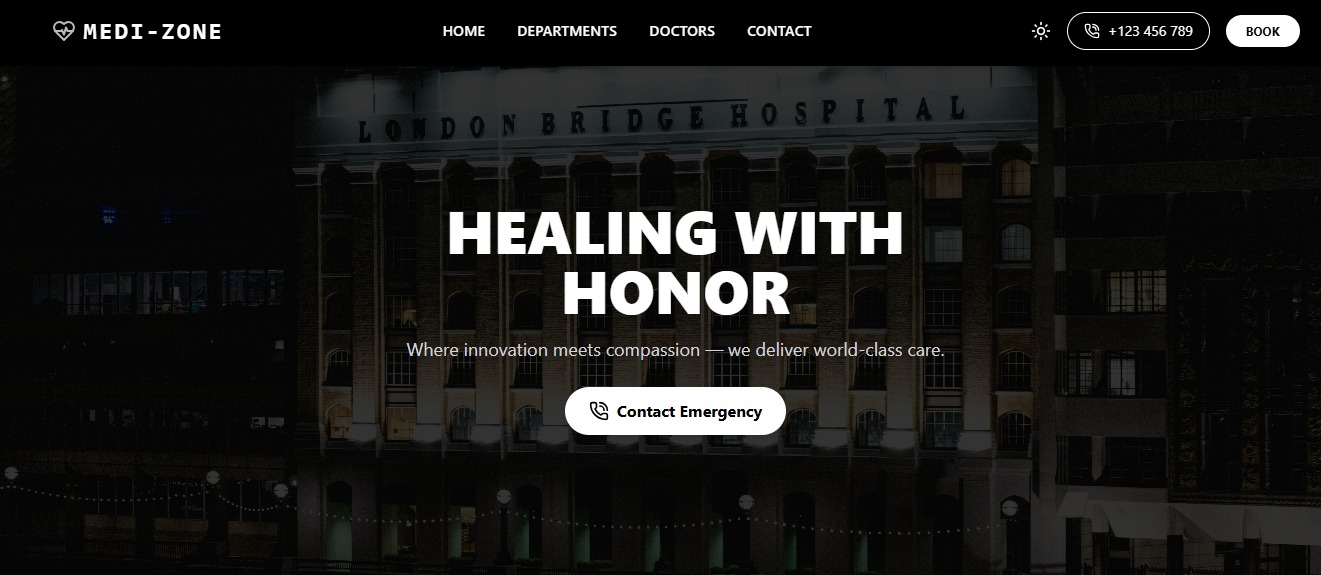 MEDI-ZONE
HOME DEPARTMENTS DOCTORS CONTACT
+123 456 789
BOOK
LONDON BRIDGE HOSPITAL
HEALING WITH
HONOR
Where innovation meets compassion — we deliver world-class care.
Contact Emergency